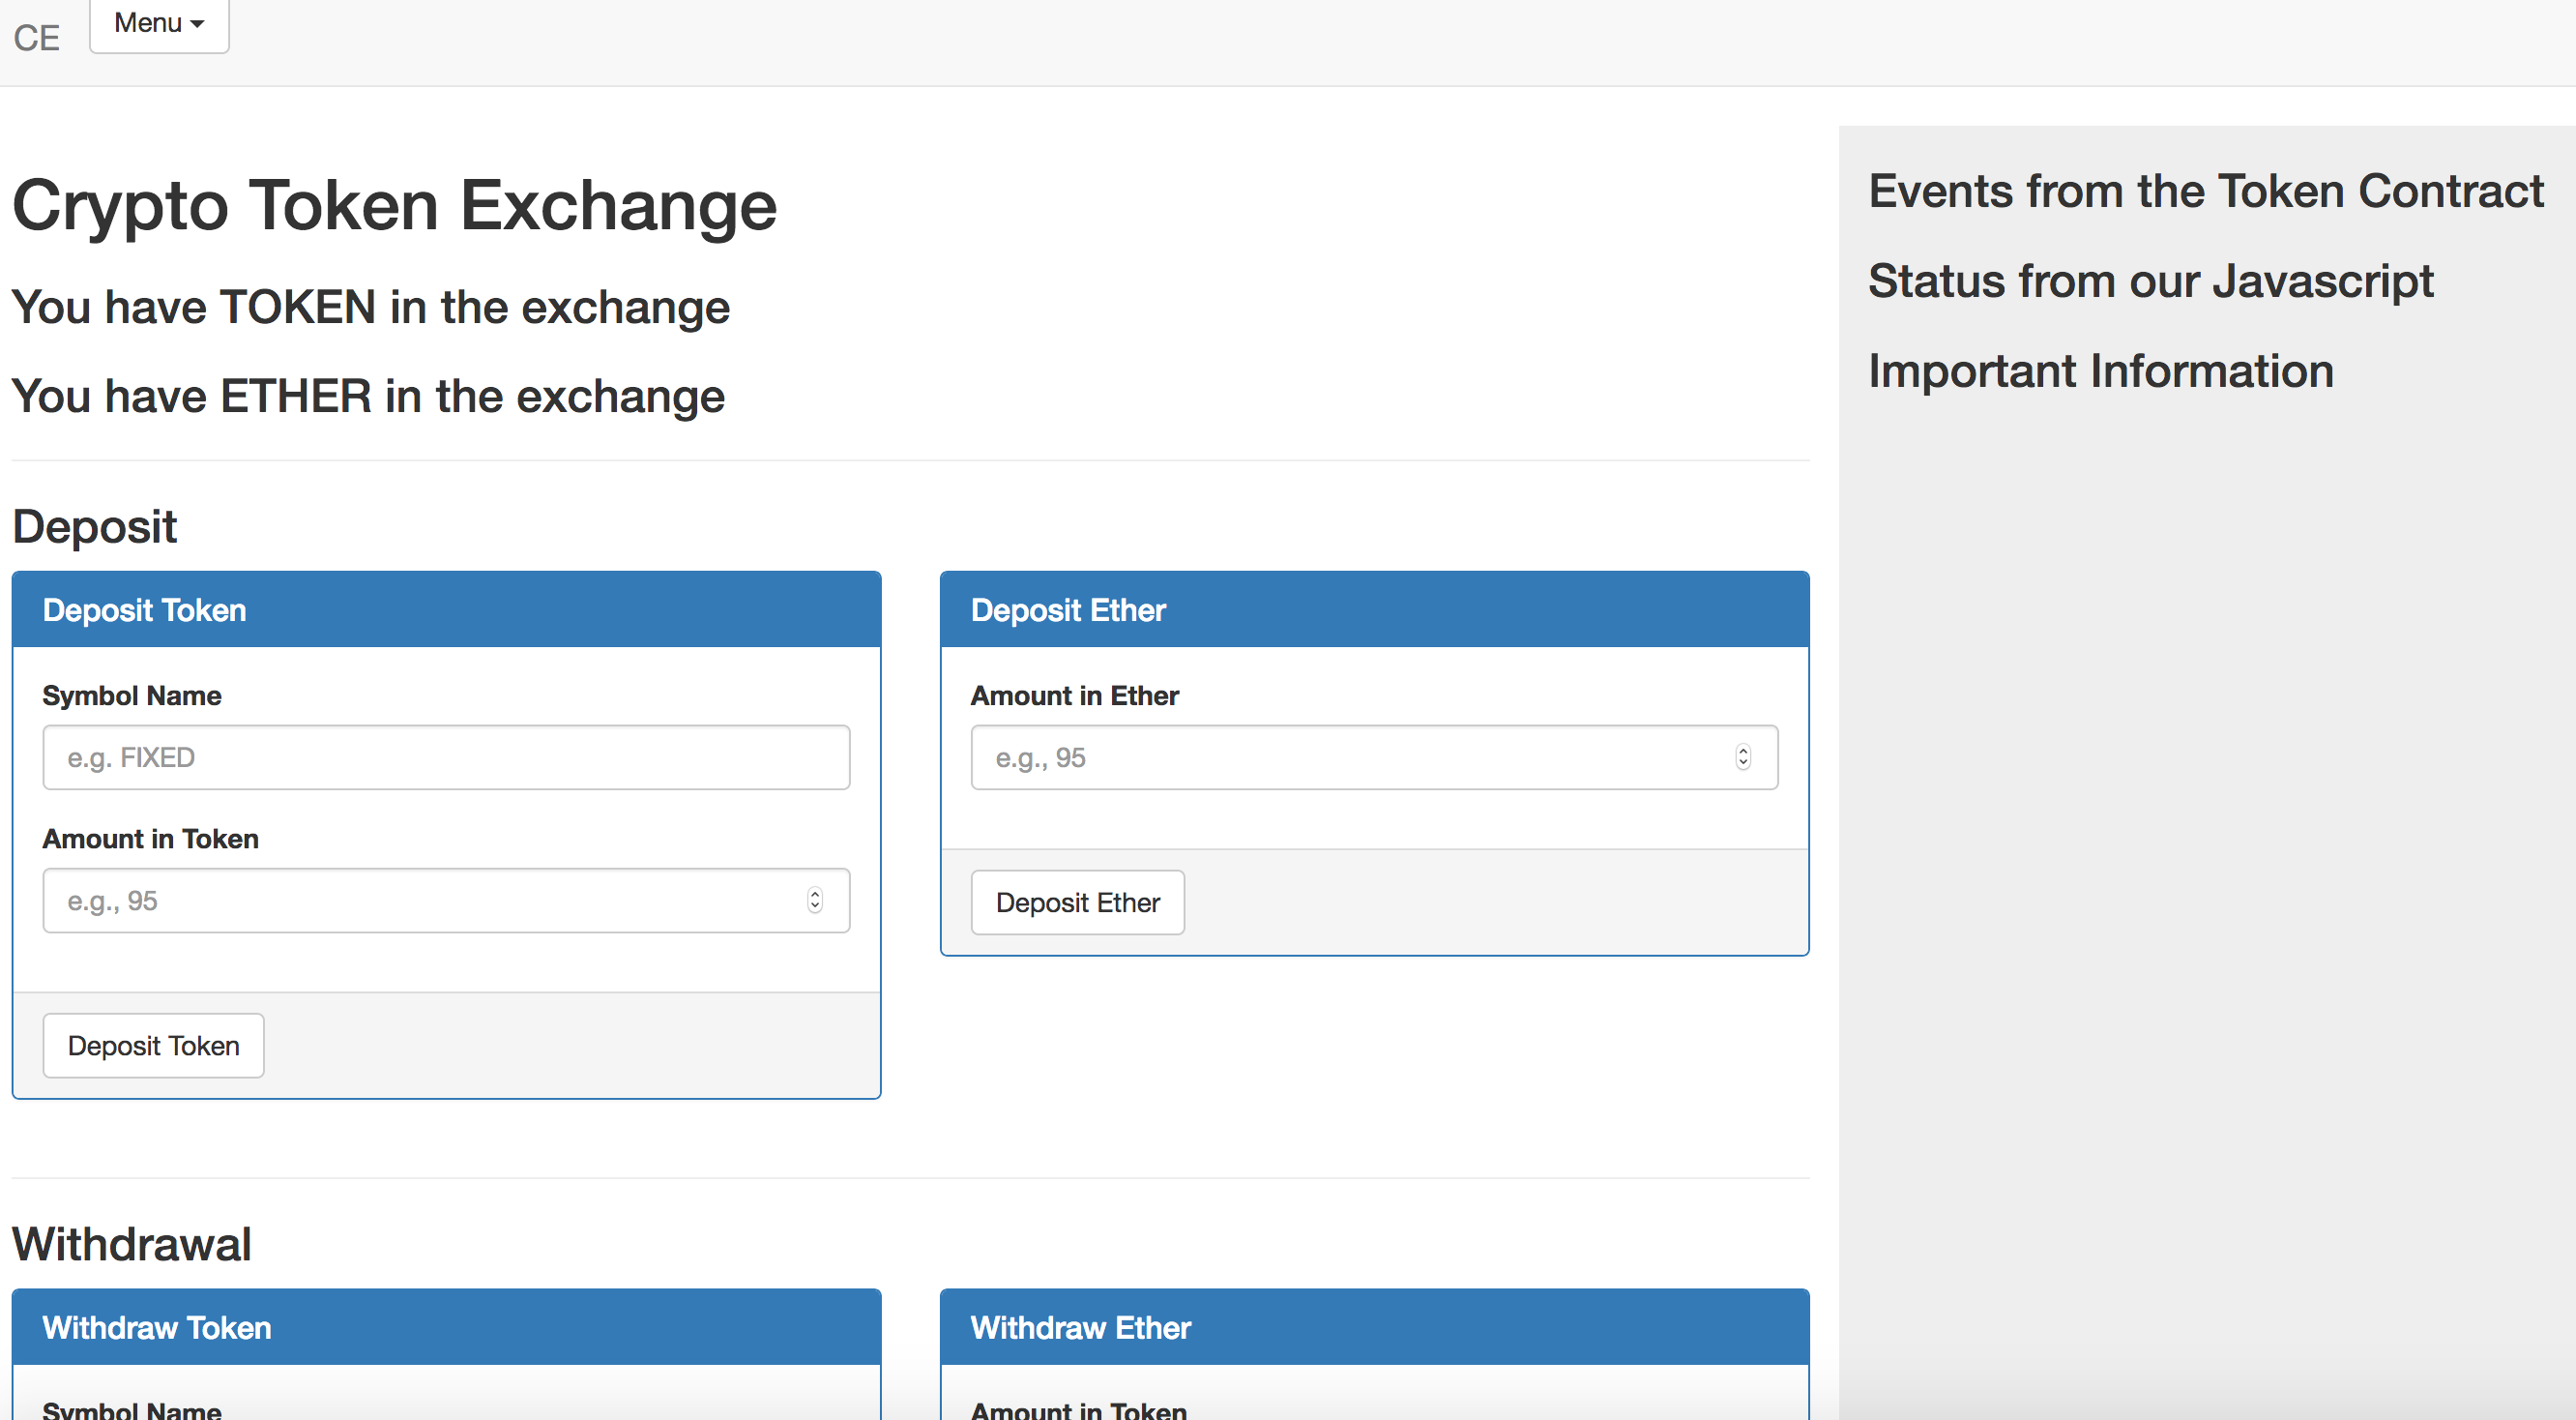 CE
Menu
Crypto Token Exchange
You have TOKEN in the exchange
You have ETHER in the exchange
Deposit
Deposit Token
Symbol Name
e.g. FIXED
Amount in Token
e.g., 95
Deposit Token
Deposit Ether
Amount in Ether
e.g., 95
Deposit Ether
Withdrawal
Withdraw Token
Symbol Name
Withdraw Ether
Amount in Token
Events from the Token Contract
Status from our Javascript
Important Information